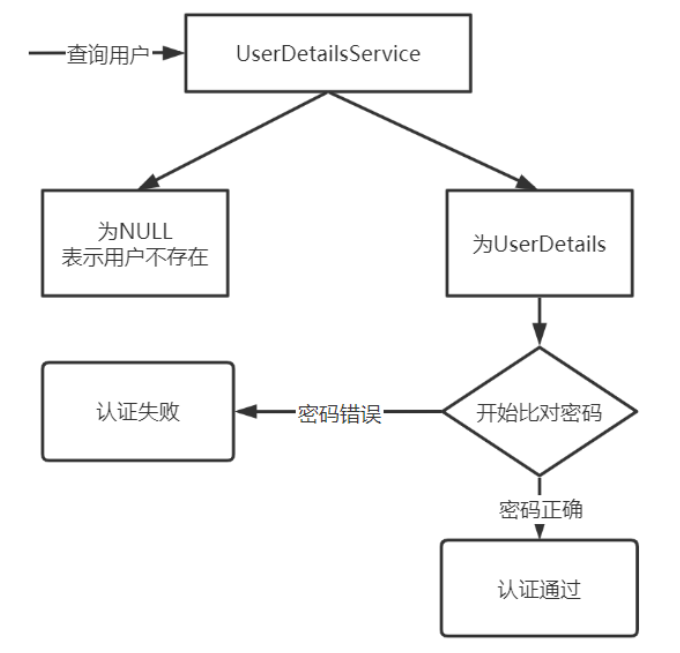 查询用户
UserDetailsService
为NULL
表示用户不存在
为UserDetails
认证失败
密码错误
开始比对密码
密码正确
认证通过